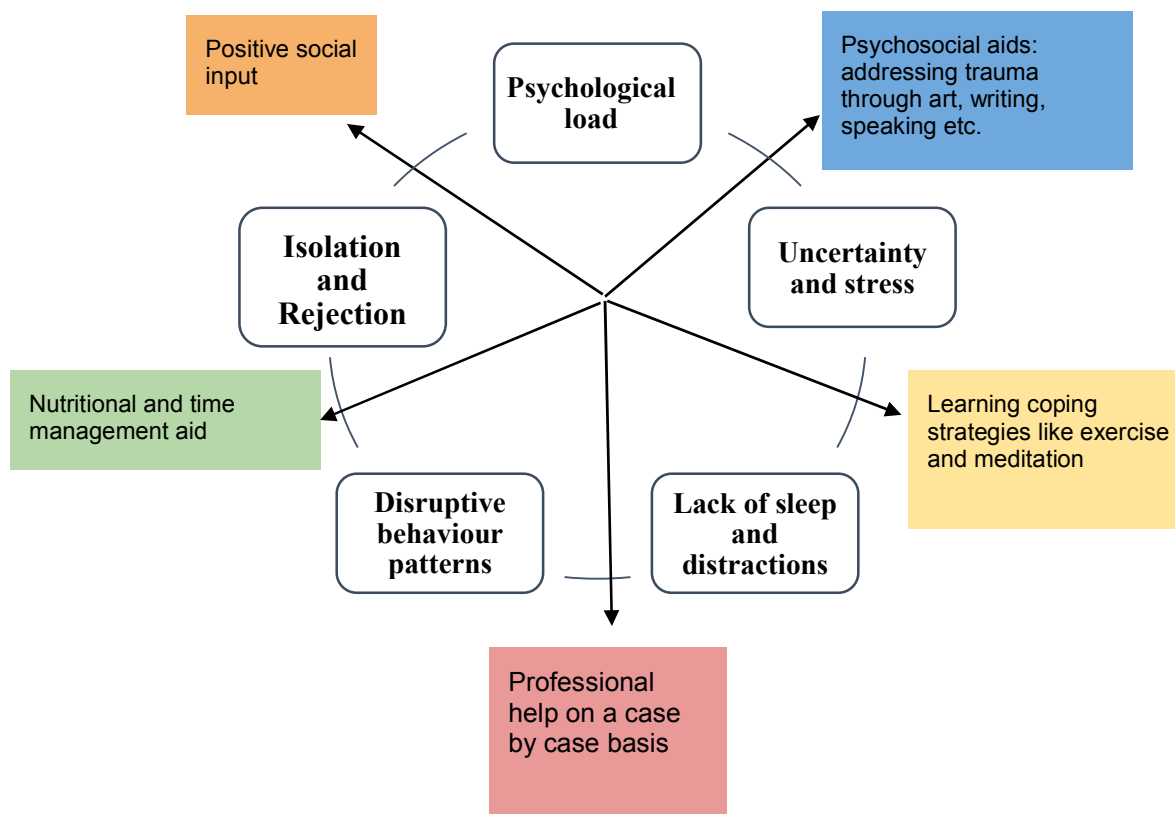 Positive social
input
Psychological
load
Psychosocial aids:
addressing trauma
through art, writing,
speaking etc.
Isolation
and
Rejection
Uncertainty
and stress
Nutritional and time
management aid
Learning coping
strategies like exercise
and meditation
Disruptive
behaviour
patterns
Lack of sleep
and
distractions
Professional
help on a case
by case basis